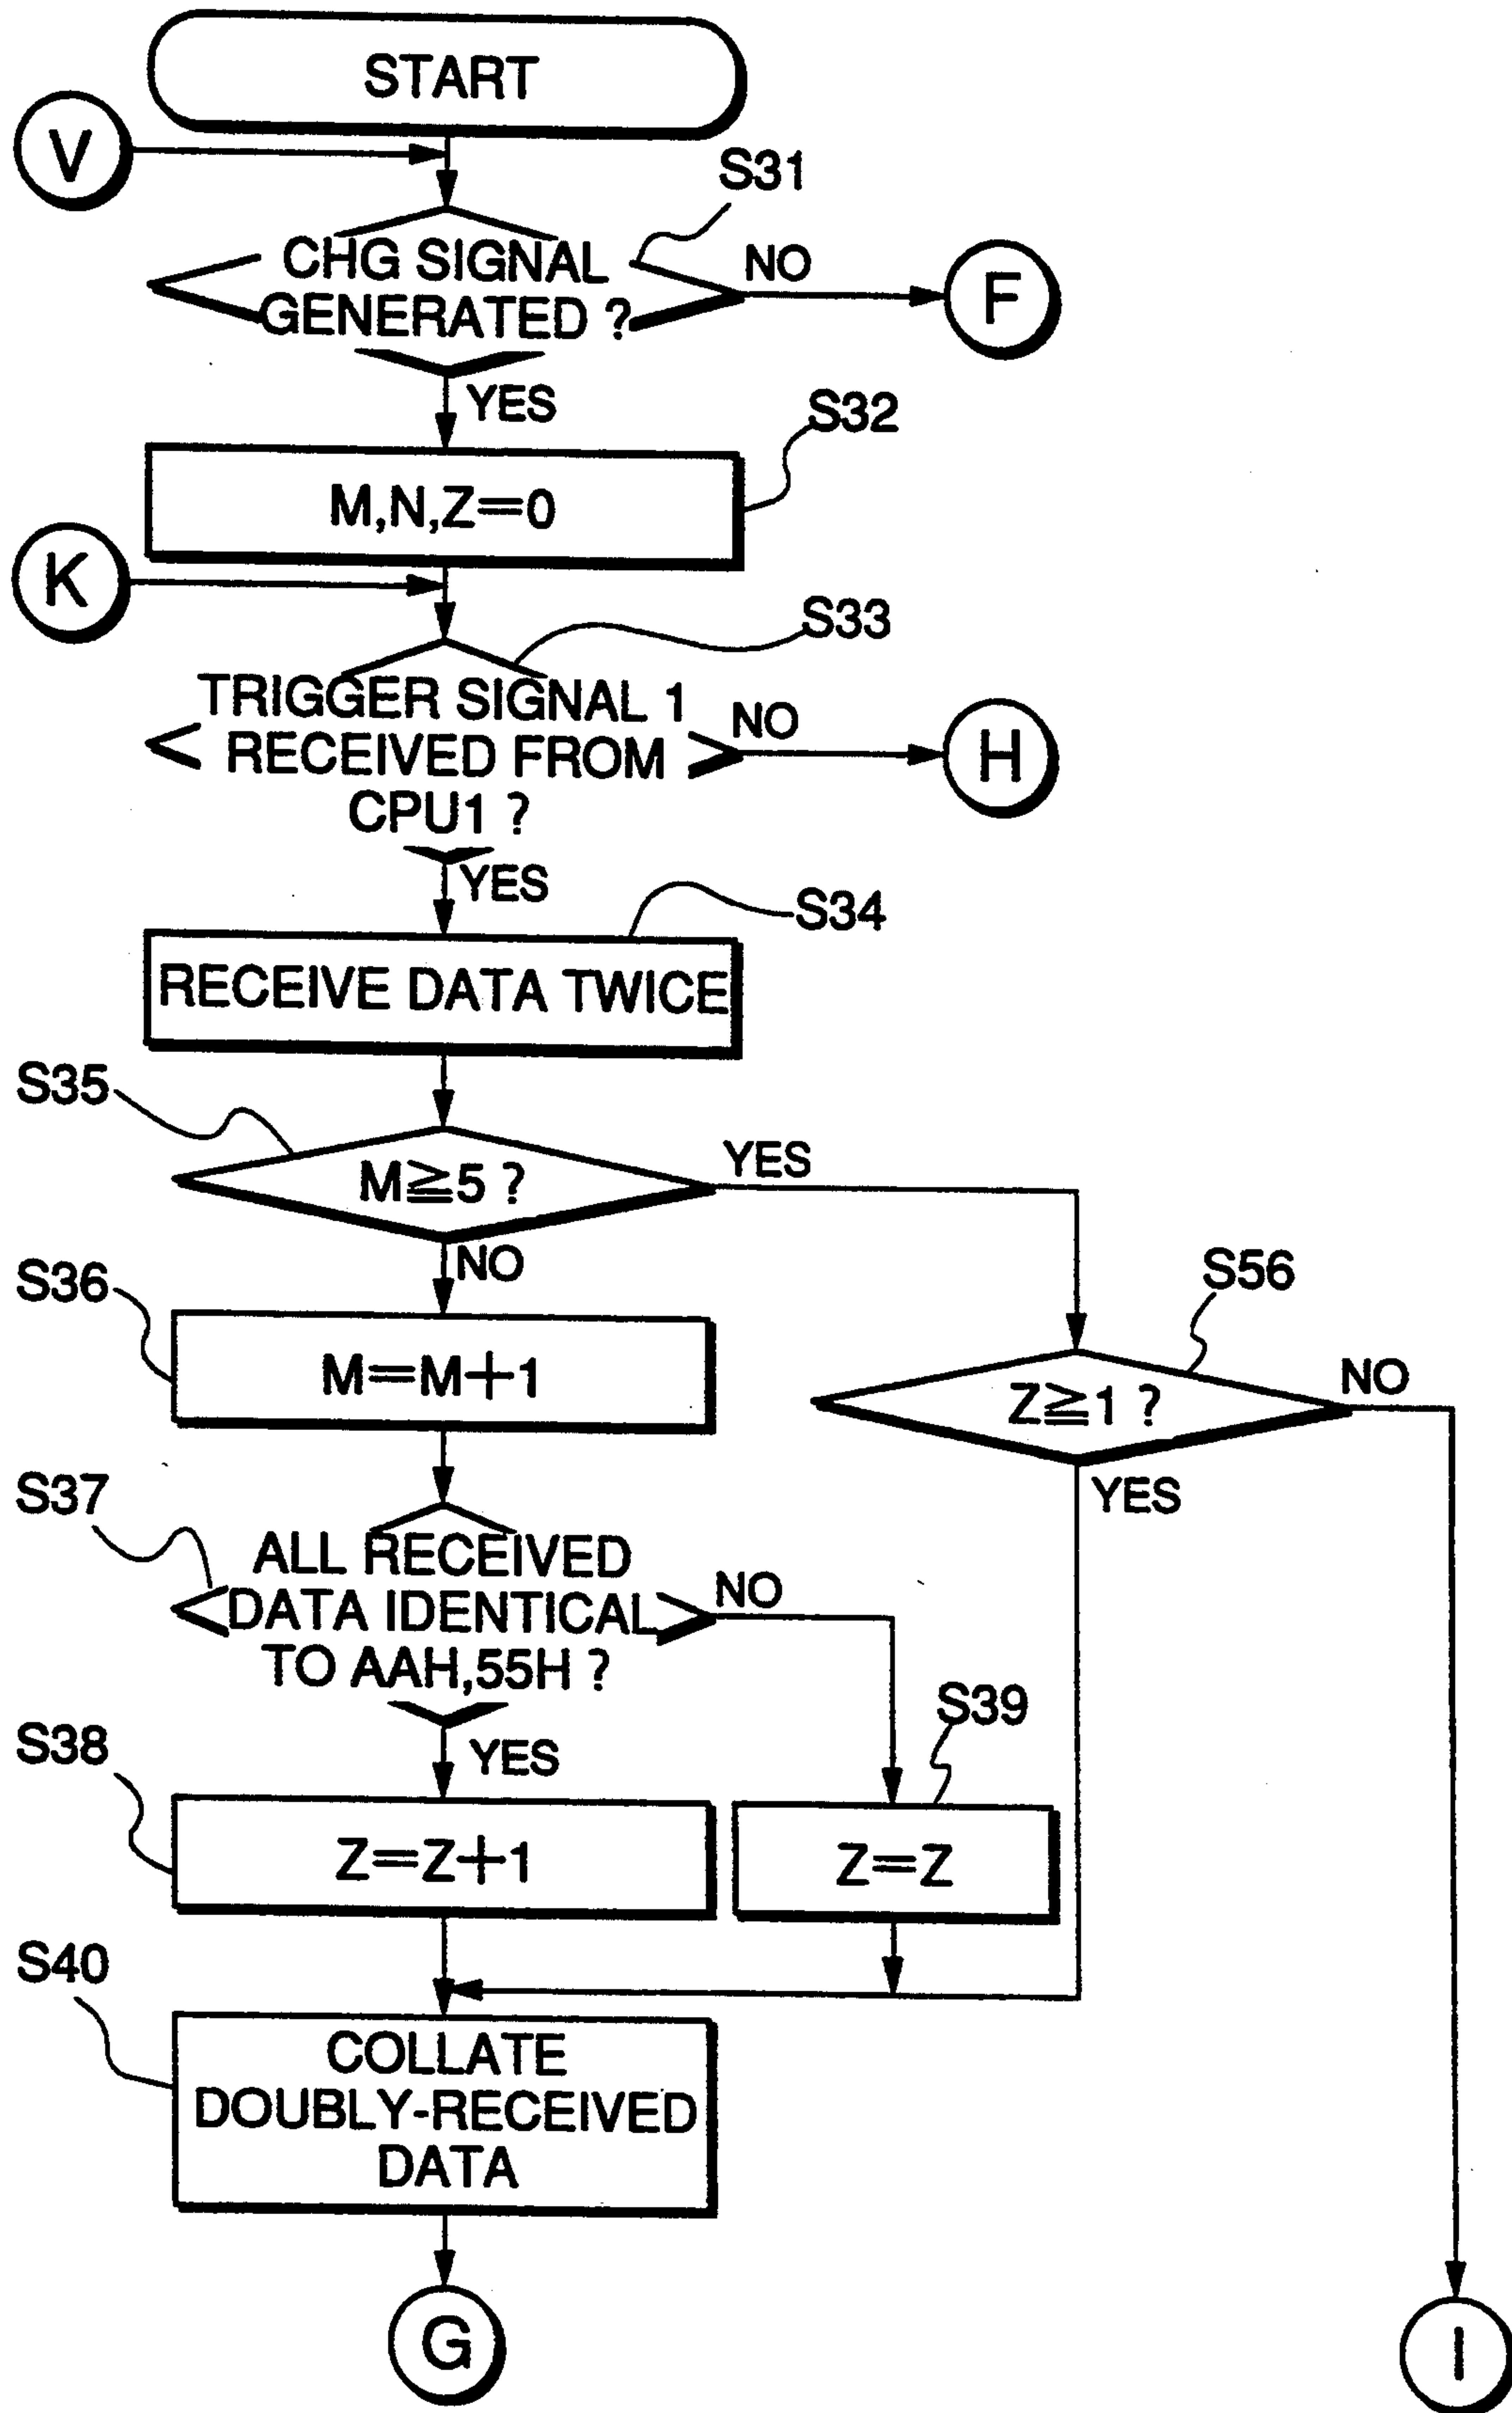 START
V
S31
CHG SIGNAL
GENERATED ?
NO
F
YES
S32
M,N,Z=0
K
S33
TRIGGER SIGNAL 1
RECEIVED FROM
CPU1 ?
NO
H
YES
S34
RECEIVE DATA TWICE
S35
M≧5 ?
YES
NO
S36
M=M+1
S56
Z≧1 ?
NO
YES
S37
ALL RECEIVED
DATA IDENTICAL
TO AAH,55H ?
NO
YES
S38
Z=Z+1
S39
Z=Z
S40
COLLATE
DOUBLY-RECEIVED
DATA
G
I